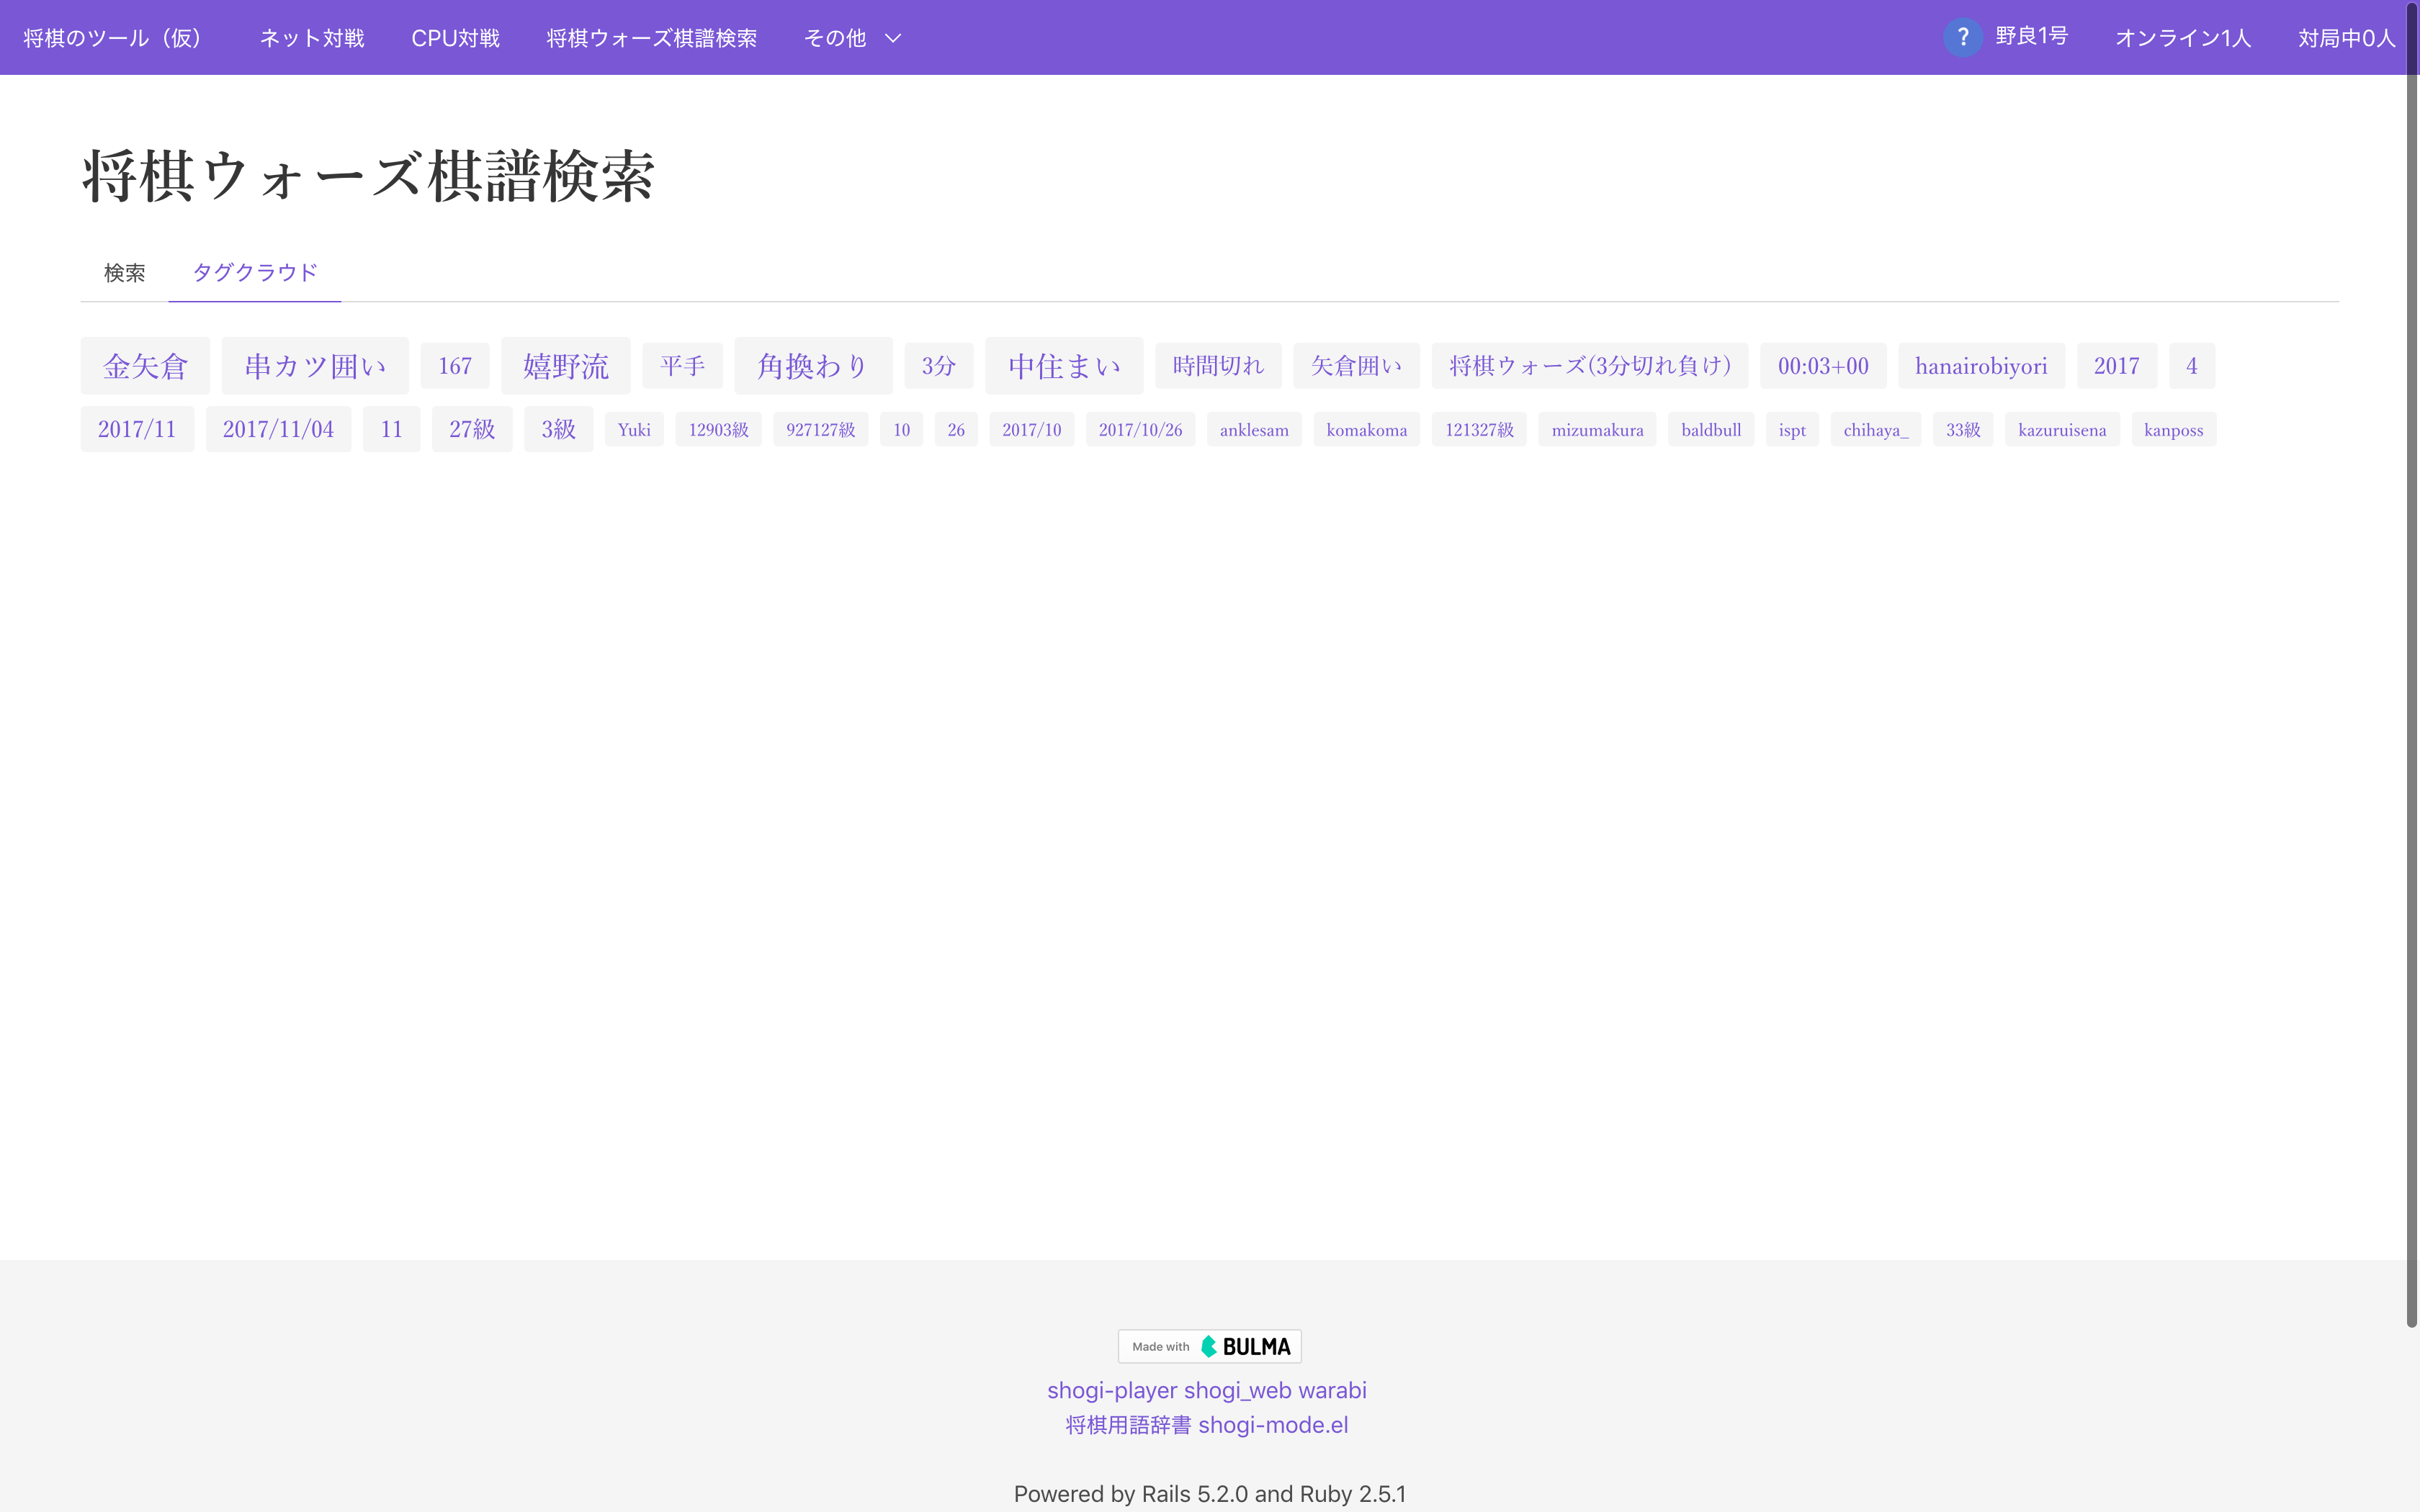 将棋のツール（仮） ネット対戦 CPU対戦 将棋ウォーズ棋譜検索 その他 ? 野良1号 オンライン1人 対局中0人
将棋ウォーズ棋譜検索
検索 タグクラウド
金矢倉 串カツ囲い 167 嬉野流 平手 角換わり 3分 中住まい 時間切れ 矢倉囲い 将棋ウォーズ(3分切れ負け) 00:03+00 hanairobiyori 2017 4
2017/11 2017/11/04 11 27級 3級 Yuki 12903級 927127級 10 26 2017/10 2017/10/26 anklesam komakoma 121327級 mizumakura baldbull ispt chihaya_ 33級 kazuruisena kanposs
Made with BULMA
shogi-player shogi_web warabi
将棋用語辞書 shogi-mode.el
Powered by Rails 5.2.0 and Ruby 2.5.1